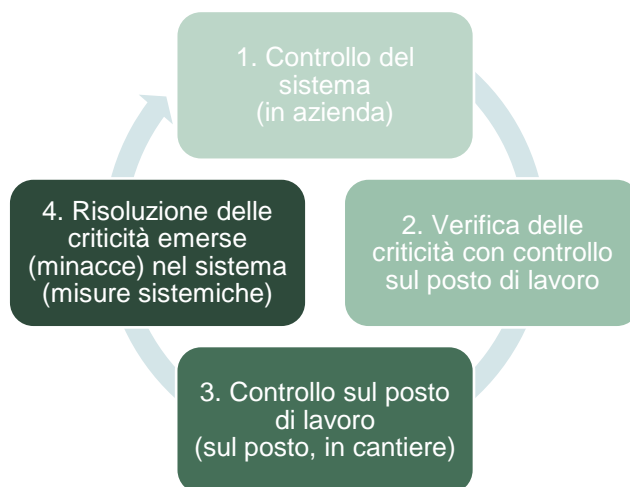 1. Controllo del
sistema
(in azienda)
2. Verifica delle
criticità con controllo
sul posto di lavoro
3. Controllo sul posto
di lavoro
(sul posto, in cantiere)
4. Risoluzione delle
criticità emerse
(minacce) nel sistema
(misure sistemiche)